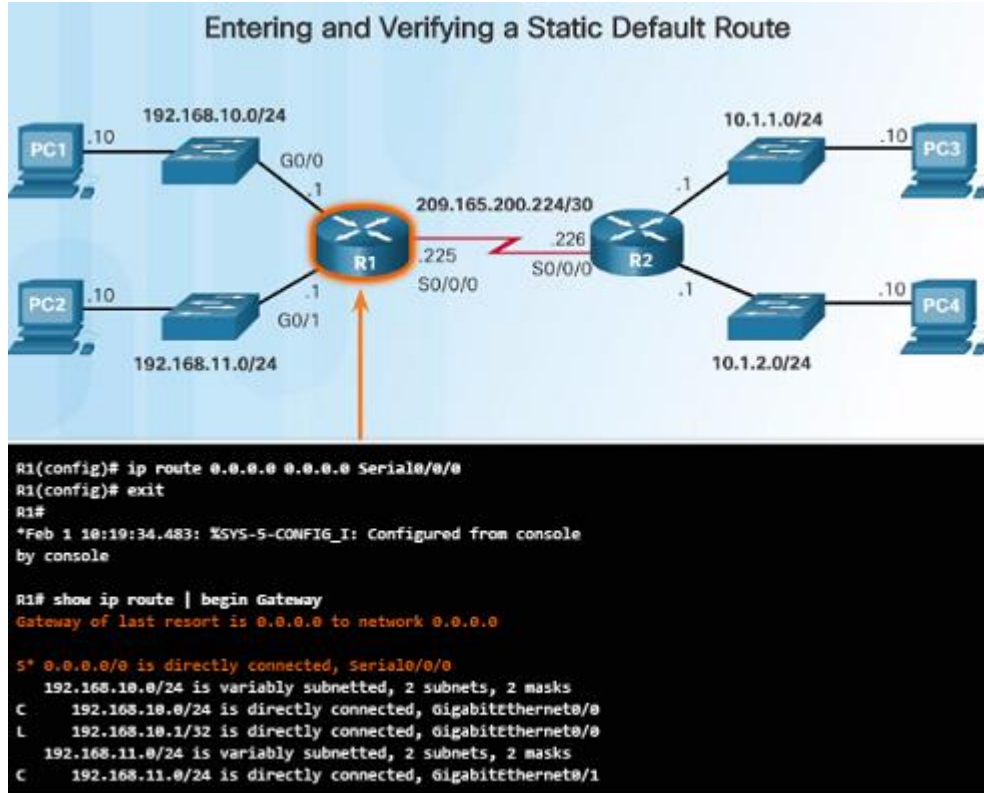 Entering and Verifying a Static Default Route
192.168.10.0/24
10.1.1.0/24
PC1
.10
G0/0
.1
.10
PC3
209.165.200.224/30
.1
R1
.225
S0/0/0
.226
S0/0/0
R2
PC2
.10
.1
G0/1
.1
.10
PC4
192.168.11.0/24
10.1.2.0/24
R1(config)# ip route 0.0.0.0 0.0.0.0 Serial0/0/0
R1(config)# exit
R1#
*Feb 1 10:19:34.483: %SYS-5-CONFIG_I: Configured from console
by console
R1# show ip route | begin Gateway
Gateway of last resort is 0.0.0.0 to network 0.0.0.0
S* 0.0.0.0/0 is directly connected, Serial0/0/0
192.168.10.0/24 is variably subnetted, 2 subnets, 2 masks
C 192.168.10.0/24 is directly connected, GigabitEthernet0/0
L 192.168.10.1/32 is directly connected, GigabitEthernet0/0
192.168.11.0/24 is variably subnetted, 2 subnets, 2 masks
C 192.168.11.0/24 is directly connected, GigabitEthernet0/1